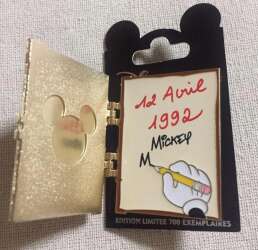 12 Avril
1992
Mickey
M
EDITION LIMITEE 700 EXEMPLAIRES